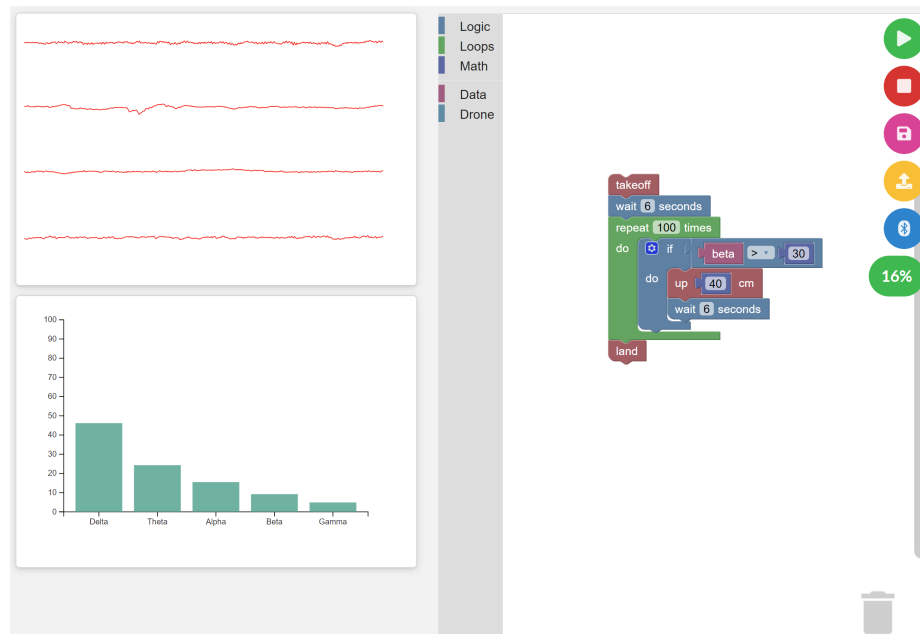 100
90
80
70
60
50
40
30
20
10
0
Delta Theta Alpha Beta Gamma
Logic
Loops
Math
Data
Drone
takeoff
wait 6 seconds
repeat 100 times
do if beta > 30
do up 40 cm
wait 6 seconds
land
16%